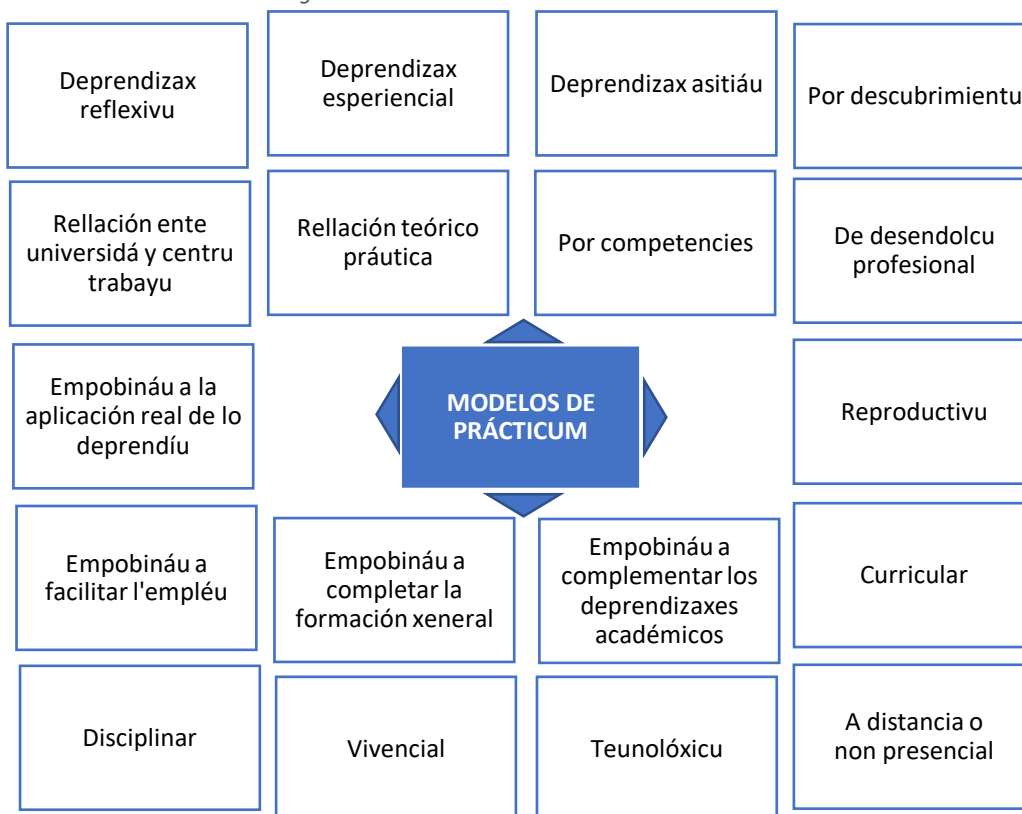 Deprendizax
reflexivu
Deprendizax
esperiencial
Deprendizax asitiáu
Por descubrimientu
Rellación ente
universidá y centru
trabayu
Rellación teórico
práutica
Por competencies
De desendolcu
profesional
Empobináu a la
aplicación real de lo
deprendíu
MODELOS DE
PRÁCTICUM
Reproductivu
Empobináu a
facilitar l'empléu
Empobináu a
completar la
formación xeneral
Empobináu a
complementar los
deprendizaxes
académicos
Curricular
Disciplinar
Vivencial
Teunolóxicu
A distancia o
non presencial